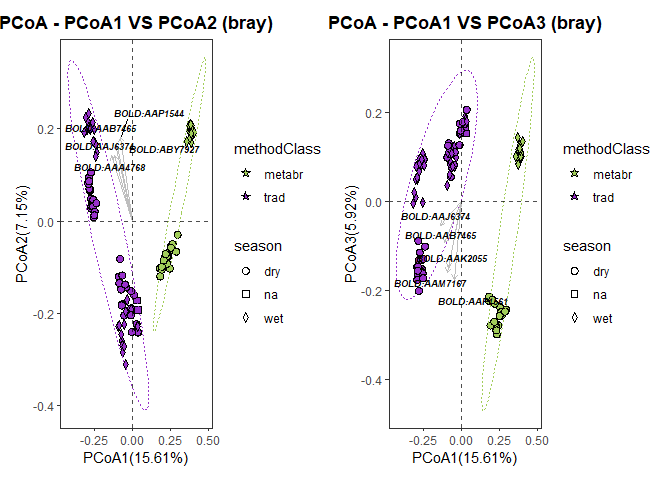 PCoA - PCoA1 VS PCoA2 (bray)
PCoA2(7.15%)
0.2
0.0
-0.2
-0.4
BOLD:AAP1544
BOLD:AAB7465
BOLD:AAJ6374
BOLD:ABY7927
BOLD:AAA4768
-0.25
0.00
0.25
0.50
PCoA1(15.61%)
methodClass
metabr
trad
season
dry
na
wet
PCoA - PCoA1 VS PCoA3 (bray)
PCoA3(5.92%)
0.2
0.0
-0.2
-0.4
BOLD:AAJ6374
BOLD:AAB7465
OLD:AAK2055
BOLD:AAM7167
-0.25
0.00
0.25
0.50
PCoA1(15.61%)
methodClass
metabr
trad
season
dry
na
wet